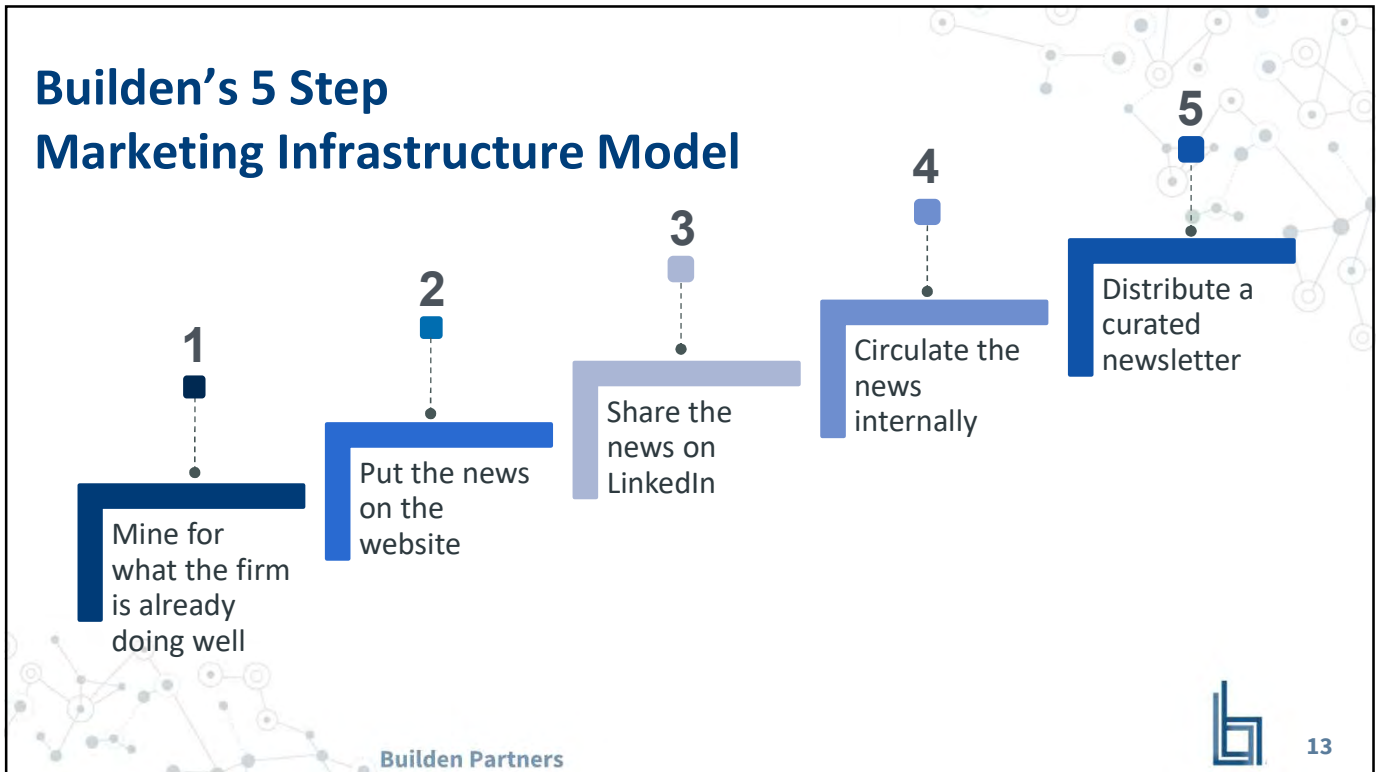 Builden’s 5 Step
Marketing Infrastructure Model
1
Mine for
what the firm
is already
doing well
2
Put the news
on the
website
3
Share the
news on
LinkedIn
4
Circulate the
news
internally
5
Distribute a
curated
newsletter
Builden Partners
13